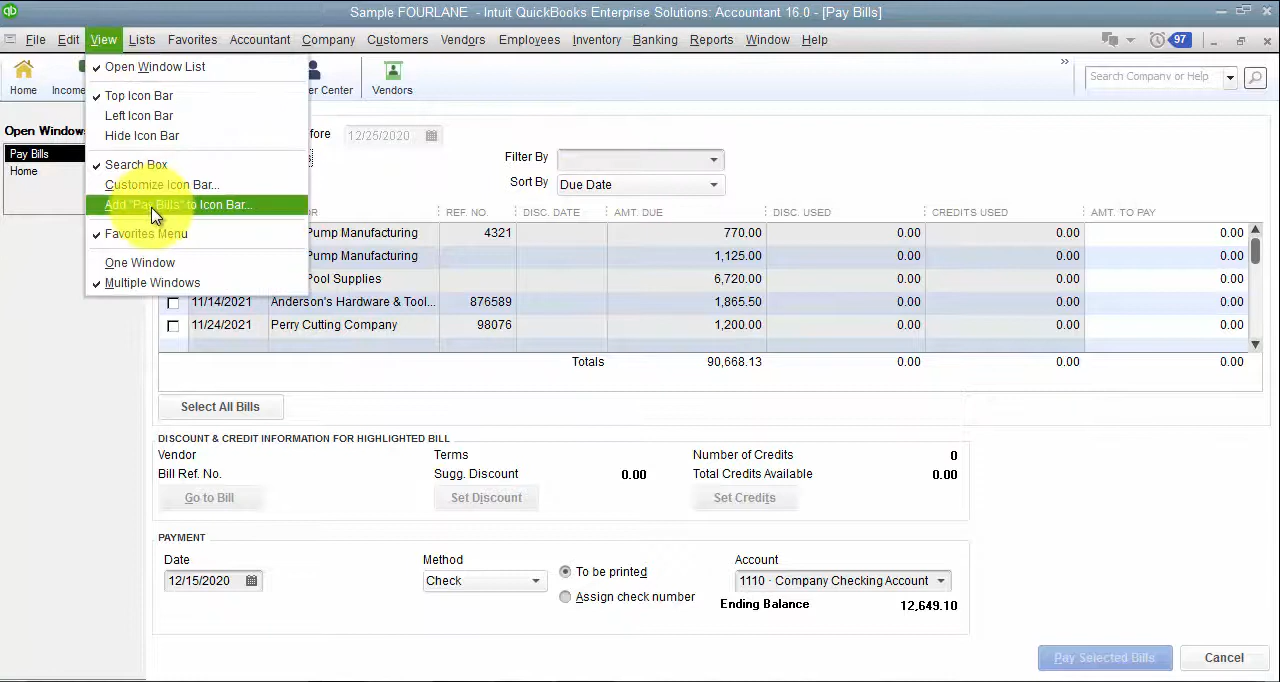 qb
Sample FOURLANE - Intuit QuickBooks Enterprise Solutions: Accountant 16.0 - [Pay Bills]
File Edit View Lists Favorites Accountant Company Customers Vendors Employees Inventory Banking Reports Window Help 97
Home Income er Center Vendors » Search Company or Help
Open Window List
Top Icon Bar
Left Icon Bar
Hide Icon Bar
Search Box
Customize Icon Bar...
Add "Pay Bills" to Icon Bar...
Favorites Menu
One Window
Multiple Windows
Open Windows
Pay Bills
Home
fore 12/25/2020
Filter By
Sort By Due Date
OR REF. NO. DISC. DATE AMT. DUE DISC. USED CREDITS USED AMT. TO PAY
Pump Manufacturing 4321 770.00 0.00 0.00 0.00
Pump Manufacturing 1,125.00 0.00 0.00 0.00
Pool Supplies 6,720.00 0.00 0.00 0.00
11/14/2021 Anderson's Hardware & Tool... 876589 1,865.50 0.00 0.00 0.00
11/24/2021 Perry Cutting Company 98076 1,200.00 0.00 0.00 0.00
Totals 90,668.13 0.00 0.00 0.00
Select All Bills
DISCOUNT & CREDIT INFORMATION FOR HIGHLIGHTED BILL
Vendor Terms Number of Credits 0
Bill Ref. No. Sugg. Discount 0.00 Total Credits Available 0.00
Go to Bill Set Discount Set Credits
PAYMENT
Date Method Account
12/15/2020 Check To be printed 1110 · Company Checking Account
Assign check number Ending Balance 12,649.10
Pay Selected Bills Cancel